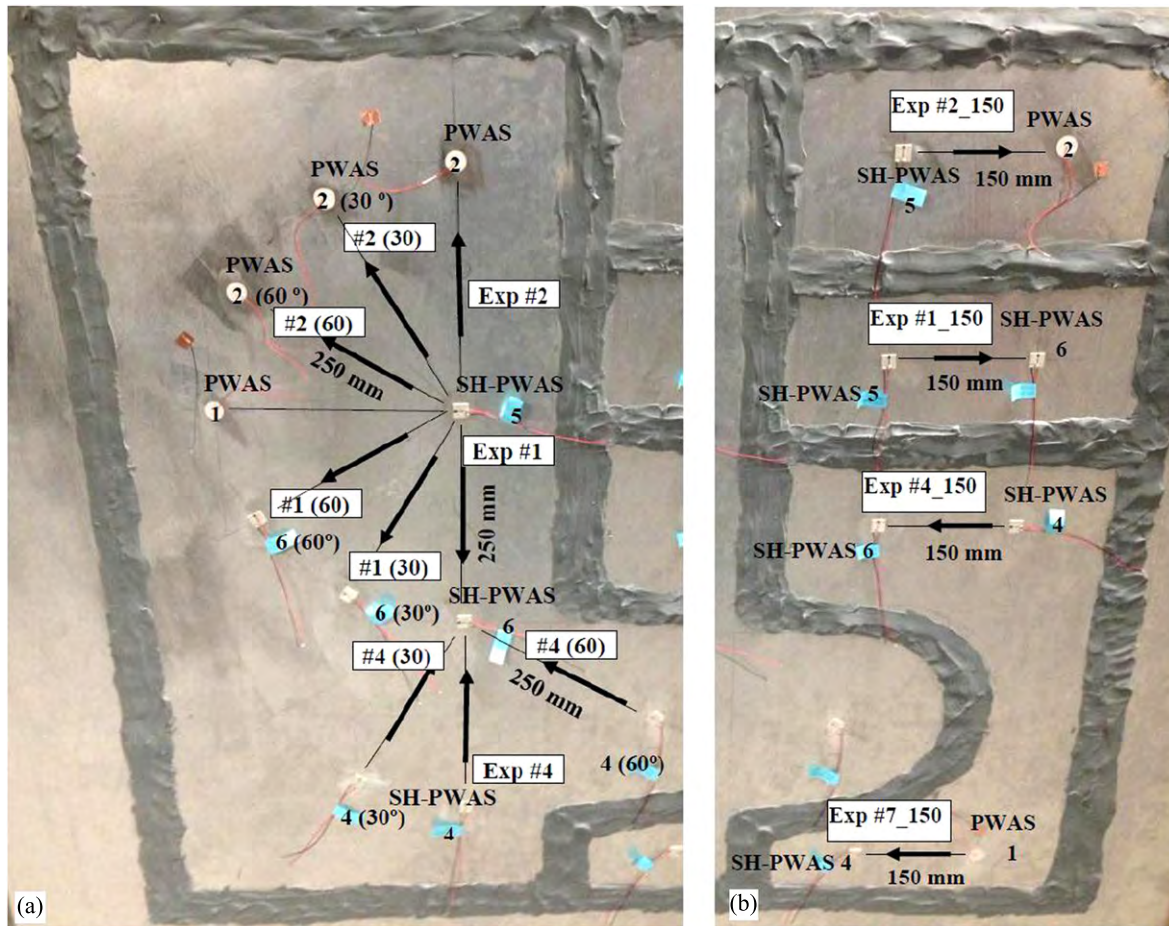 PWAS
2
PWAS
2 (30 º)
#2 (30)
PWAS
2 (60 º)
Exp #2
#2 (60)
250 mm
PWAS
1
SH-PWAS
5
Exp #1
#1 (60)
6 (60º)
250 mm
#1 (30)
6 (30º)
SH-PWAS
6
#4 (30)
#4 (60)
250 mm
4 (60º)
Exp #4
SH-PWAS
4 (30º)
4
(a)
Exp #2_150
PWAS
2
SH-PWAS
5
150 mm
Exp #1_150
SH-PWAS
6
150 mm
SH-PWAS 5
Exp #4_150
SH-PWAS
4
SH-PWAS 6
150 mm
Exp #7_150
PWAS
1
SH-PWAS 4
150 mm
(b)